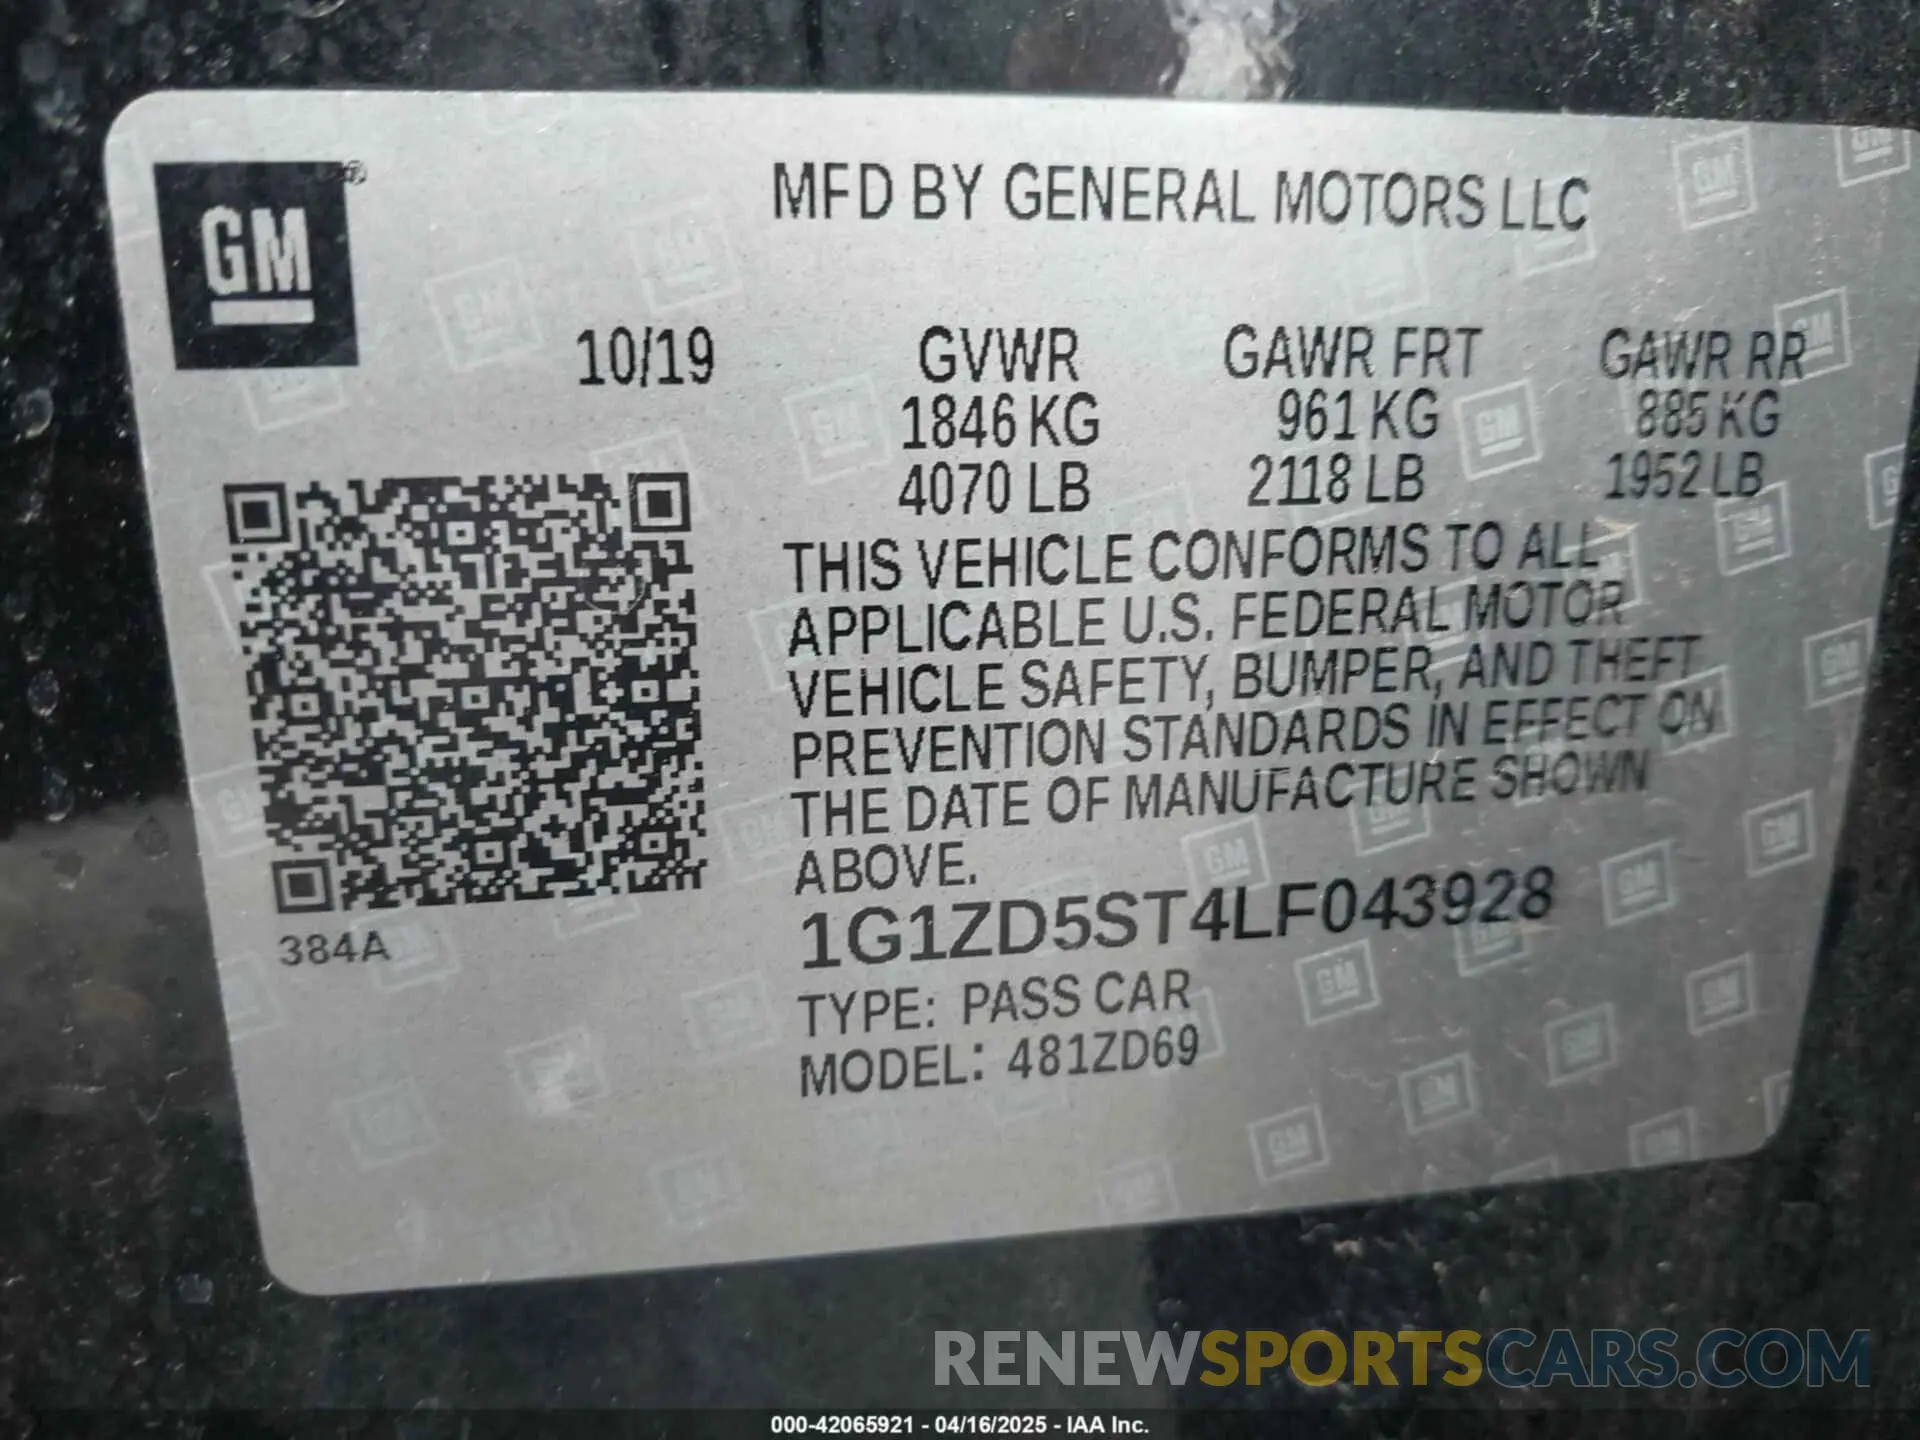 GM®
MFD BY GENERAL MOTORS LLC
10/19 GVWR GAWR FRT GAWR RR
1846 KG 961 KG 885 KG
4070 LB 2118 LB 1952 LB
THIS VEHICLE CONFORMS TO ALL
APPLICABLE U.S. FEDERAL MOTOR
VEHICLE SAFETY, BUMPER, AND THEFT
PREVENTION STANDARDS IN EFFECT ON
THE DATE OF MANUFACTURE SHOWN
ABOVE.
384A
1G1ZD5ST4LF043928
TYPE: PASS CAR
MODEL: 481ZD69
RENEWSPORTSCARS.COM
000-42065921 - 04/16/2025 - IAA Inc.